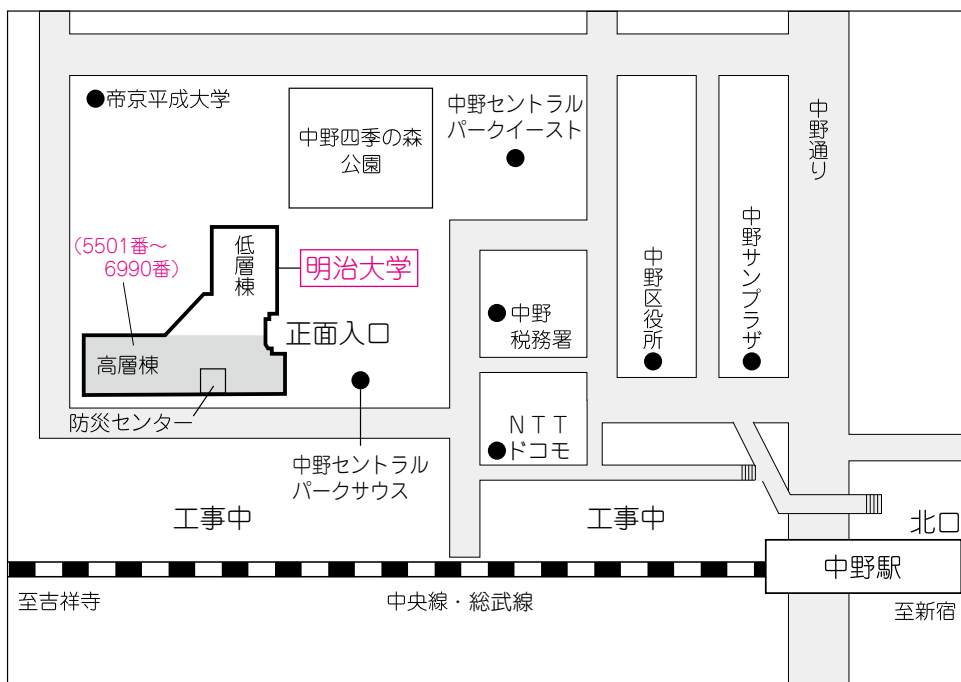 帝京平成大学
中野四季の森
公園
中野セントラル
パークイースト
中野通り
(5501番~
6990番)
低層棟
明治大学
中野区役所
中野サンプラザ
中野
税務署
正面入口
高層棟
防災センター
NTT
ドコモ
中野セントラル
パークサウス
工事中
工事中
北口
中野駅
至吉祥寺
中央線・総武線
至新宿